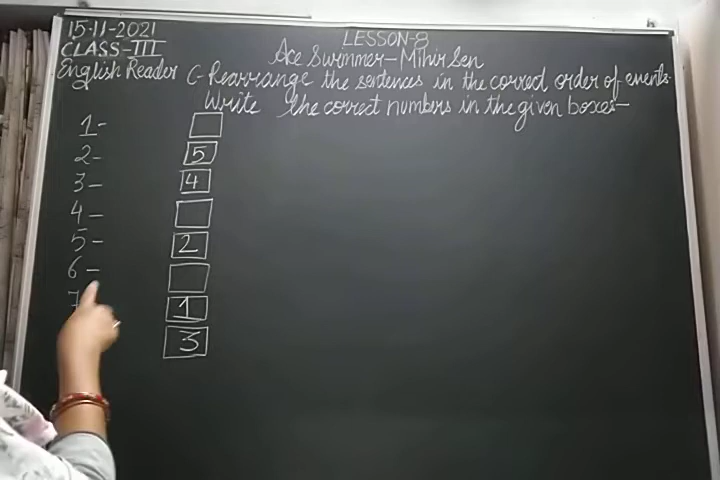 15-11-2021
LESSON-8
CLASS-III
Ace Swimmer-Mihir Sen
English Reader
C-Rearrange the sentences in the correct order of events.
Write the correct numbers in the given boxes-
1-
2- 5
3- 4
4-
5- 2
6-
7 1
3